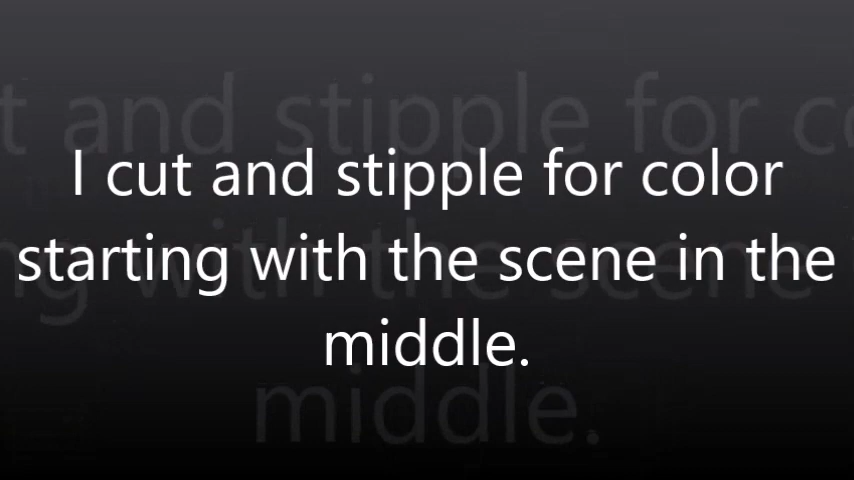 I cut and stipple for color
starting with the scene in the
middle.